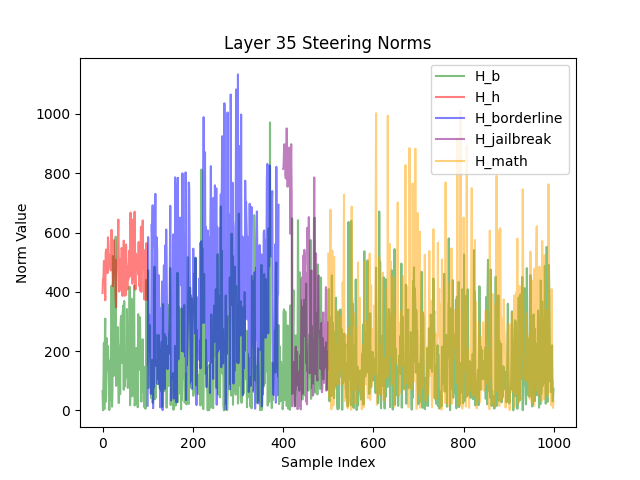 Layer 35 Steering Norms
H_b
H_h
H_borderline
H_jailbreak
H_math
Norm Value
1000
800
600
400
200
0
0 200 400 600 800 1000
Sample Index